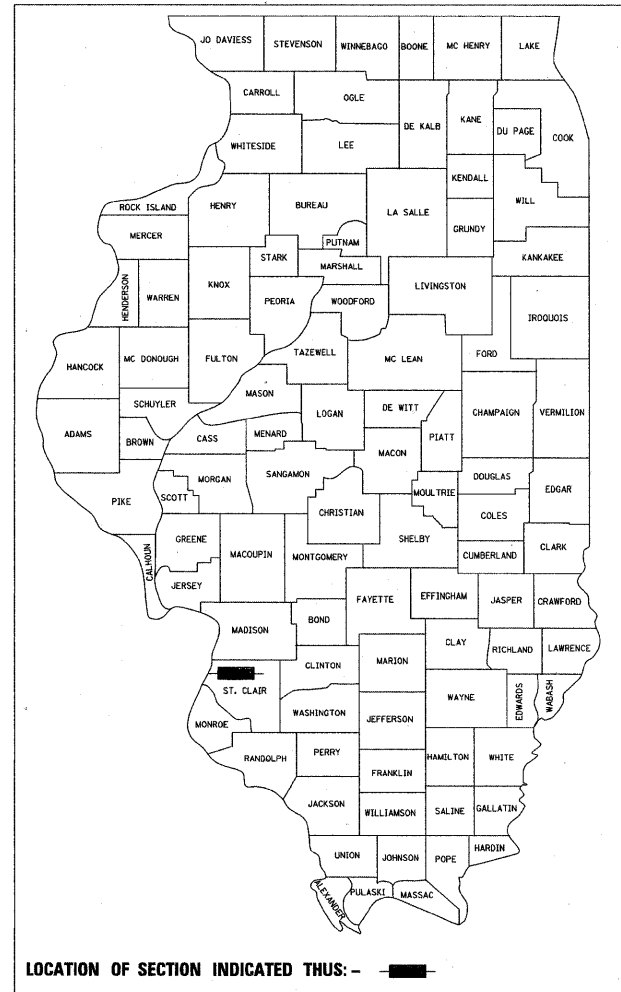 JO DAVIESS STEVENSON WINNEBAGO BOONE MC HENRY LAKE
CARROLL OGLE DE KALB KANE DU PAGE COOK
WHITESIDE LEE
KENDALL WILL
ROCK ISLAND HENRY BUREAU LA SALLE GRUNDY
MERCER PUTNAM
STARK MARSHALL KANKAKEE
HENDERSON WARREN KNOX PEORIA WOODFORD LIVINGSTON IROQUOIS
HANCOCK MC DONOUGH FULTON TAZEWELL MC LEAN FORD
MASON
SCHUYLER LOGAN DE WITT CHAMPAIGN VERMILION
ADAMS BROWN CASS MENARD MACON PIATT
MORGAN SANGAMON DOUGLAS
PIKE SCOTT CHRISTIAN MOULTRIE EDGAR
COLES
CALHOUN GREENE MACOUPIN MONTGOMERY SHELBY CUMBERLAND CLARK
JERSEY FAYETTE EFFINGHAM JASPER CRAWFORD
MADISON BOND
CLAY RICHLAND LAWRENCE
CLINTON MARION
ST. CLAIR WAYNE EDWARDS WABASH
MONROE WASHINGTON JEFFERSON
RANDOLPH PERRY HAMILTON WHITE
FRANKLIN
JACKSON WILLIAMSON SALINE GALLATIN
UNION JOHNSON POPE HARDIN
ALEXANDER PULASKI MASSAC
LOCATION OF SECTION INDICATED THUS: -